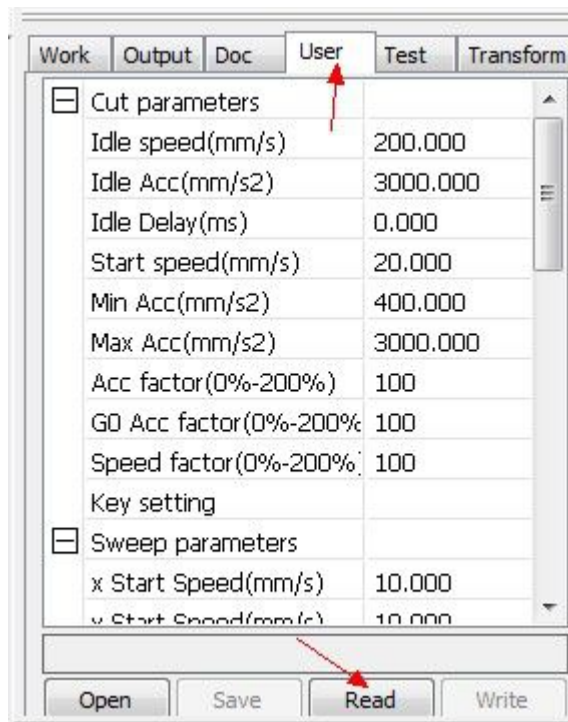 Work Output Doc User Test Transform
Cut parameters
Idle speed(mm/s) 200.000
Idle Acc(mm/s2) 3000.000
Idle Delay(ms) 0.000
Start speed(mm/s) 20.000
Min Acc(mm/s2) 400.000
Max Acc(mm/s2) 3000.000
Acc factor(0%-200%) 100
G0 Acc factor(0%-200% 100
Speed factor(0%-200% 100
Key setting
Sweep parameters
x Start Speed(mm/s) 10.000
y Start Speed(mm/s) 10.000
Open Save Read Write